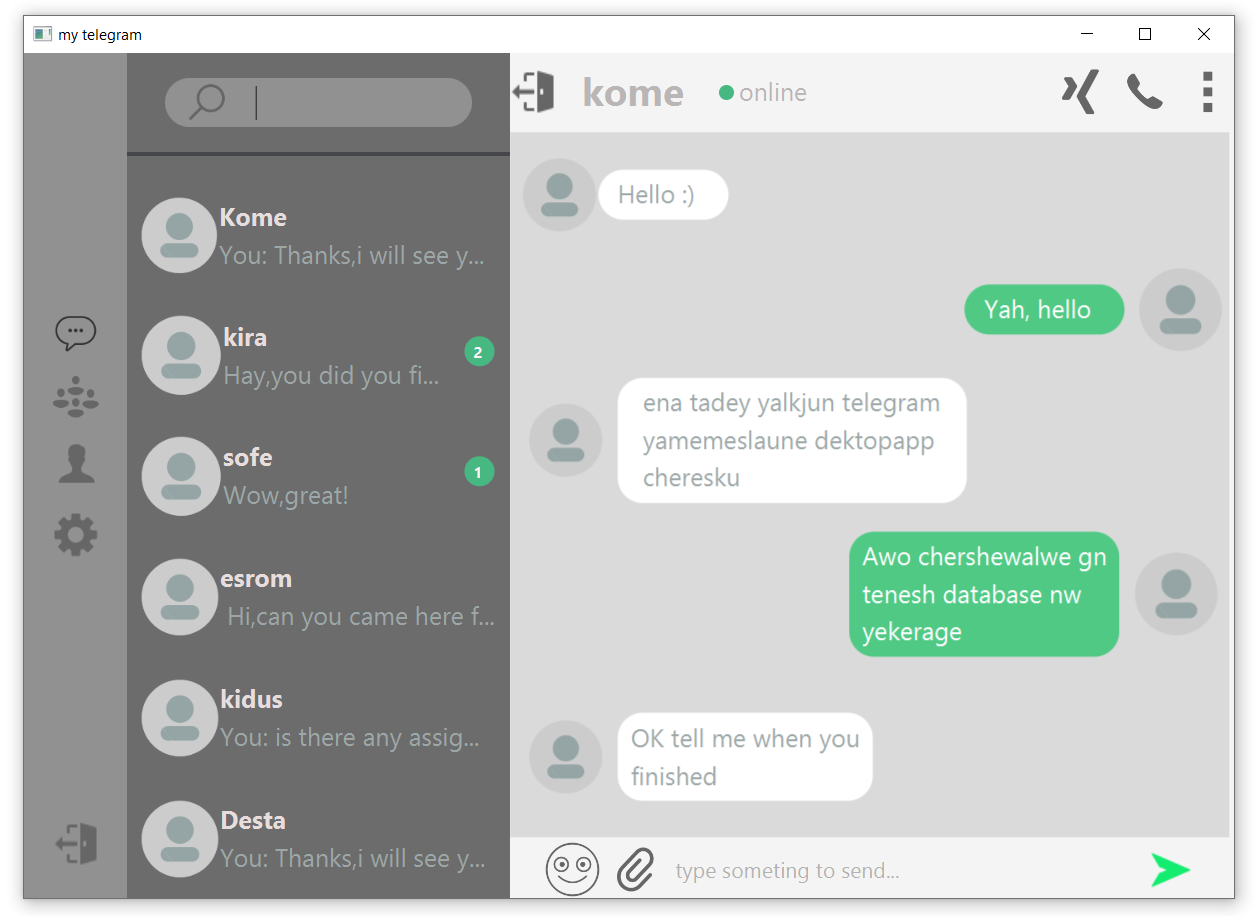 my telegram
kome
online
Kome
You: Thanks,i will see y...
kira
Hay,you did you fi...
2
sofe
Wow,great!
1
esrom
Hi,can you came here f...
kidus
You: is there any assig...
Desta
You: Thanks,i will see y...
Hello :)
Yah, hello
ena tadey yalkjun telegram
yamemeslaune dektopapp
cheresku
Awo chershewalwe gn
tenesh database nw
yekerage
OK tell me when you
finished
type someting to send...